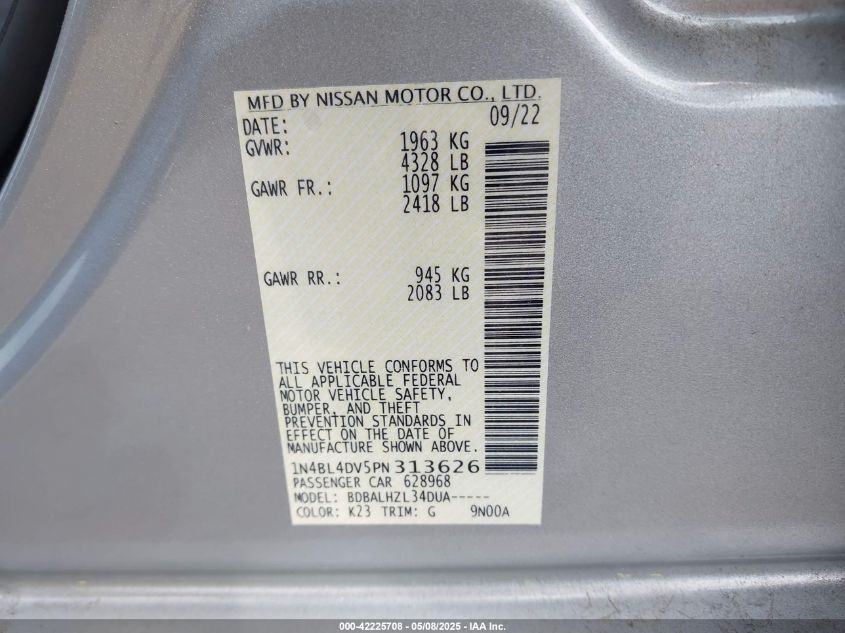 MFD BY NISSAN MOTOR CO., LTD.
DATE: 09/22
GVWR: 1963 KG
4328 LB
GAWR FR.: 1097 KG
2418 LB
GAWR RR.: 945 KG
2083 LB
THIS VEHICLE CONFORMS TO
ALL APPLICABLE FEDERAL
MOTOR VEHICLE SAFETY,
BUMPER, AND THEFT
PREVENTION STANDARDS IN
EFFECT ON THE DATE OF
MANUFACTURE SHOWN ABOVE.
1N4BL4DV5PN313626
PASSENGER CAR 628968
MODEL: BDBALHZL34DUA-----
COLOR: K23 TRIM: G 9N00A
000-42225708 - 05/08/2025 - IAA Inc.